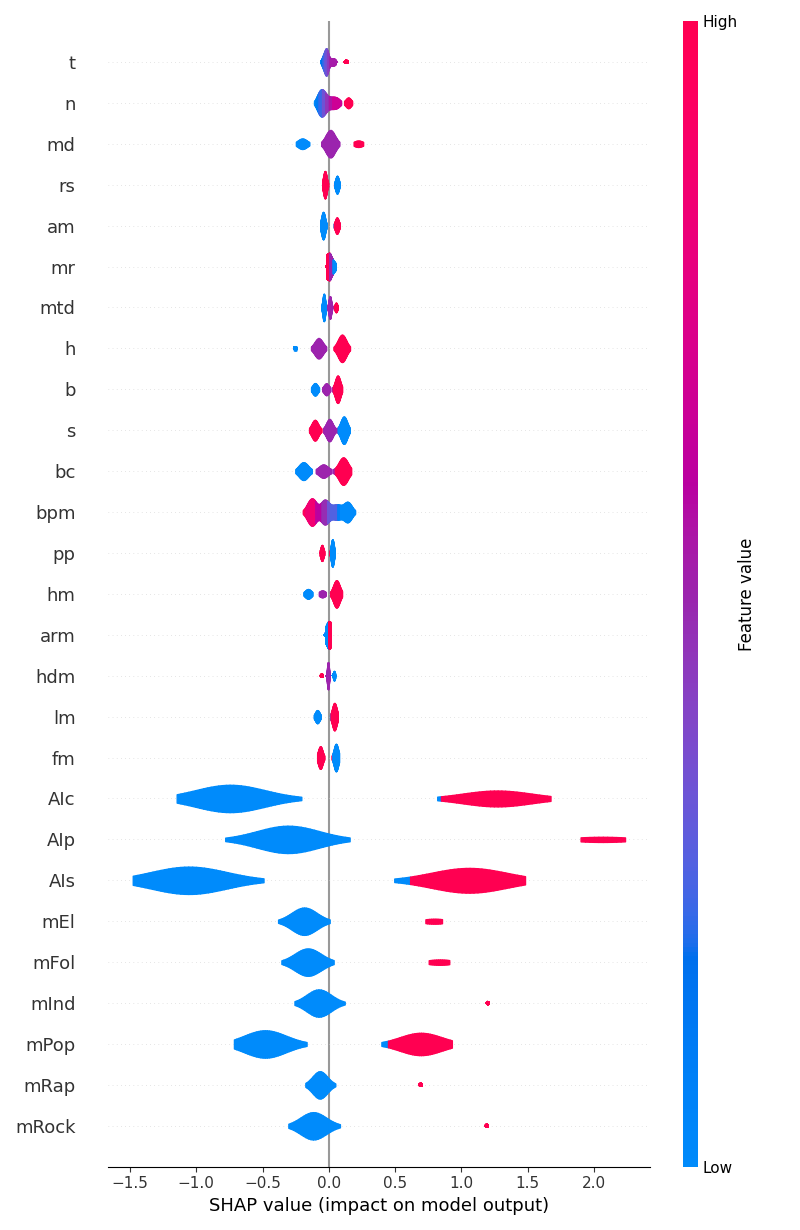 High
t
n
md
rs
am
mr
mtd
h
b
s
bc
bpm
pp
hm
arm
hdm
lm
fm
AIc
AIp
AIs
mEl
mFol
mInd
mPop
mRap
mRock
Feature value
Low
−1.5 −1.0 −0.5 0.0 0.5 1.0 1.5 2.0
SHAP value (impact on model output)